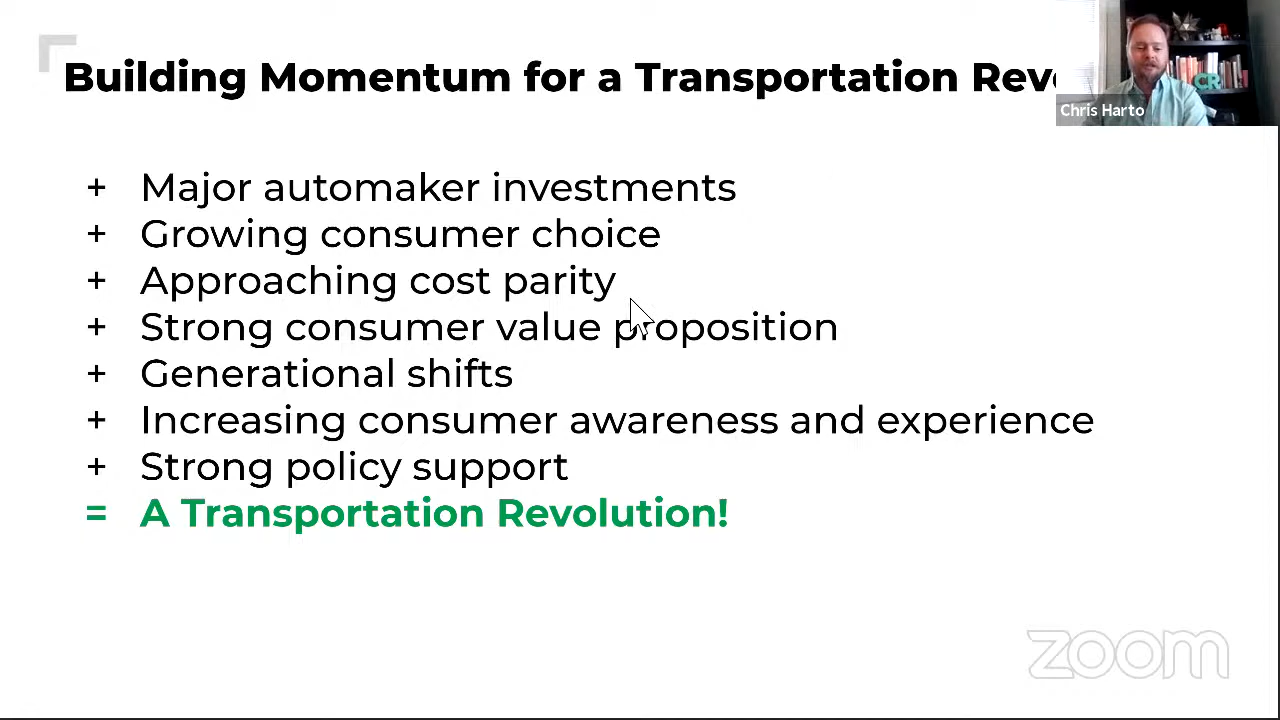 Building Momentum for a Transportation Rev
Chris Harto
CR
+ Major automaker investments
+ Growing consumer choice
+ Approaching cost parity
+ Strong consumer value proposition
+ Generational shifts
+ Increasing consumer awareness and experience
+ Strong policy support
= A Transportation Revolution!
zoom